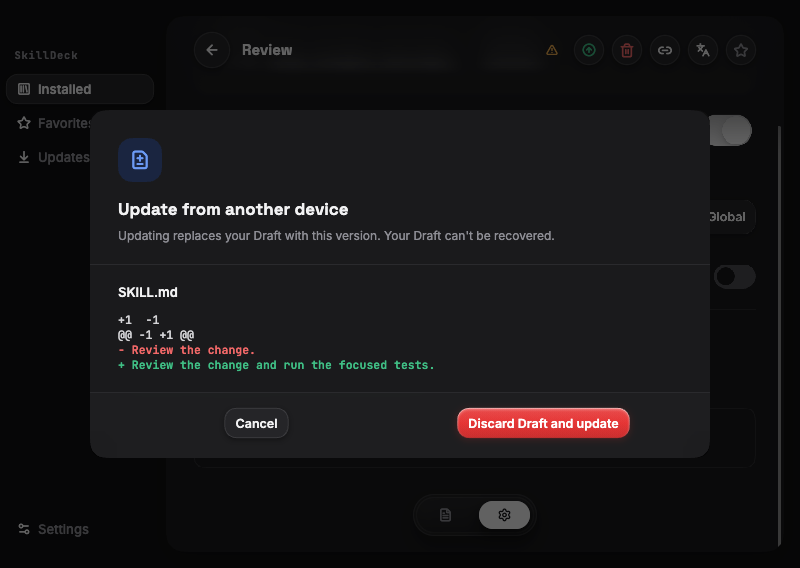 SkillDeck
Review
Installed
Favorites
Updates
Global
Update from another device
Updating replaces your Draft with this version. Your Draft can't be recovered.
SKILL.md
+1 -1
@@ -1 +1 @@
- Review the change.
+ Review the change and run the focused tests.
Cancel
Discard Draft and update
Settings